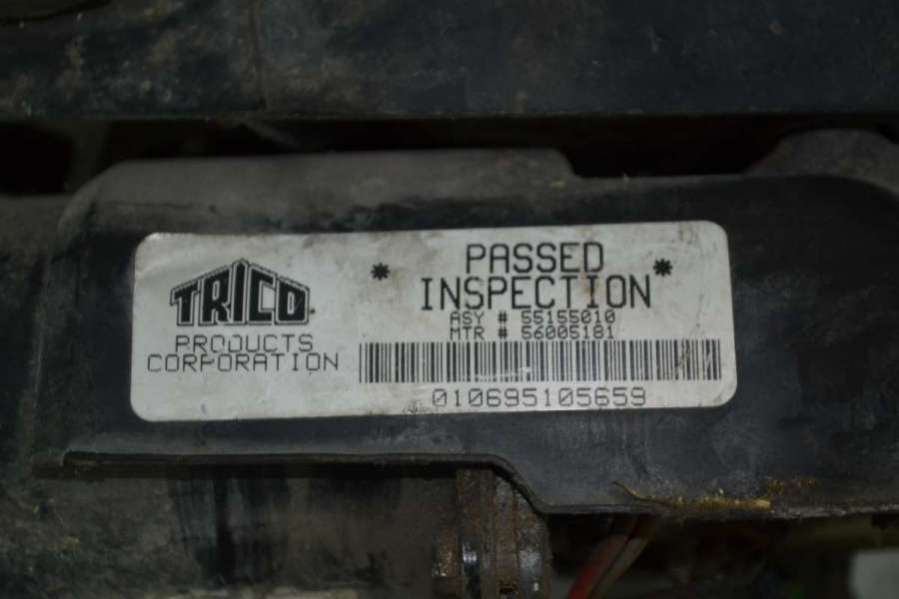 TRICO
PRODUCTS
CORPORATION
* PASSED *
INSPECTION
ASY # 55155010
MTR # 56005181
010695105659